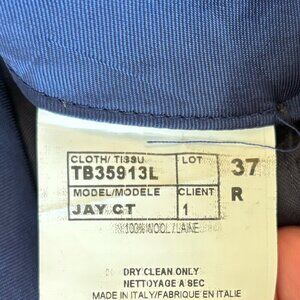 CLOTH/ TISSU LOT
TB35913L 37
MODEL/MODELE CLIENT R
JAY CT 1
100% WOOL / LAINE
DRY CLEAN ONLY
NETTOYAGE A SEC
MADE IN ITALY/FABRIQUE EN ITALIE